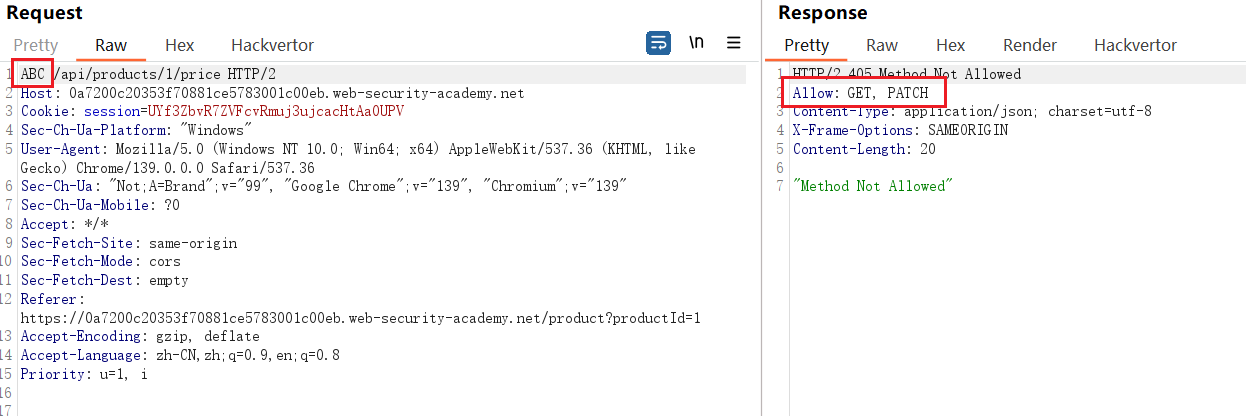 Request
Pretty Raw Hex Hackvertor \n
1 ABC /api/products/1/price HTTP/2
2 Host: 0a7200c20353f70881ce5783001c00eb.web-security-academy.net
3 Cookie: session=UYf3ZbvR7ZVFcvRmuj3ujcacHtAa0UPV
4 Sec-Ch-Ua-Platform: "Windows"
5 User-Agent: Mozilla/5.0 (Windows NT 10.0; Win64; x64) AppleWebKit/537.36 (KHTML, like
Gecko) Chrome/139.0.0.0 Safari/537.36
6 Sec-Ch-Ua: "Not;A=Brand";v="99", "Google Chrome";v="139", "Chromium";v="139"
7 Sec-Ch-Ua-Mobile: ?0
8 Accept: */*
9 Sec-Fetch-Site: same-origin
10 Sec-Fetch-Mode: cors
11 Sec-Fetch-Dest: empty
12 Referer:
https://0a7200c20353f70881ce5783001c00eb.web-security-academy.net/product?productId=1
13 Accept-Encoding: gzip, deflate
14 Accept-Language: zh-CN,zh;q=0.9,en;q=0.8
15 Priority: u=1, i
16
17
Response
Pretty Raw Hex Render Hackvertor
1 HTTP/2 405 Method Not Allowed
2 Allow: GET, PATCH
3 Content-Type: application/json; charset=utf-8
4 X-Frame-Options: SAMEORIGIN
5 Content-Length: 20
6
7 "Method Not Allowed"